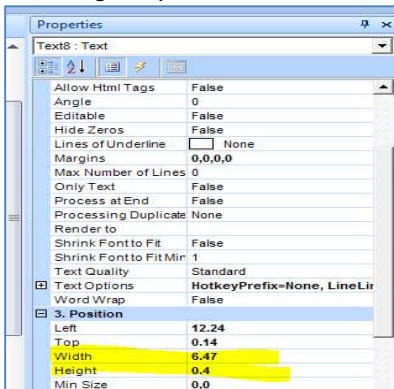 Properties
Text8 : Text
Allow Html Tags False
Angle 0
Editable False
Hide Zeros False
Lines of Underline None
Margins 0,0,0,0
Max Number of Lines 0
Only Text False
Process at End False
Processing Duplicate None
Render to
Shrink Font to Fit False
Shrink Font to Fit Min 1
Text Quality Standard
Text Options HotkeyPrefix=None, LineLin
Word Wrap False
3. Position
Left 12.24
Top 0.14
Width 6.47
Height 0.4
Min Size 0,0